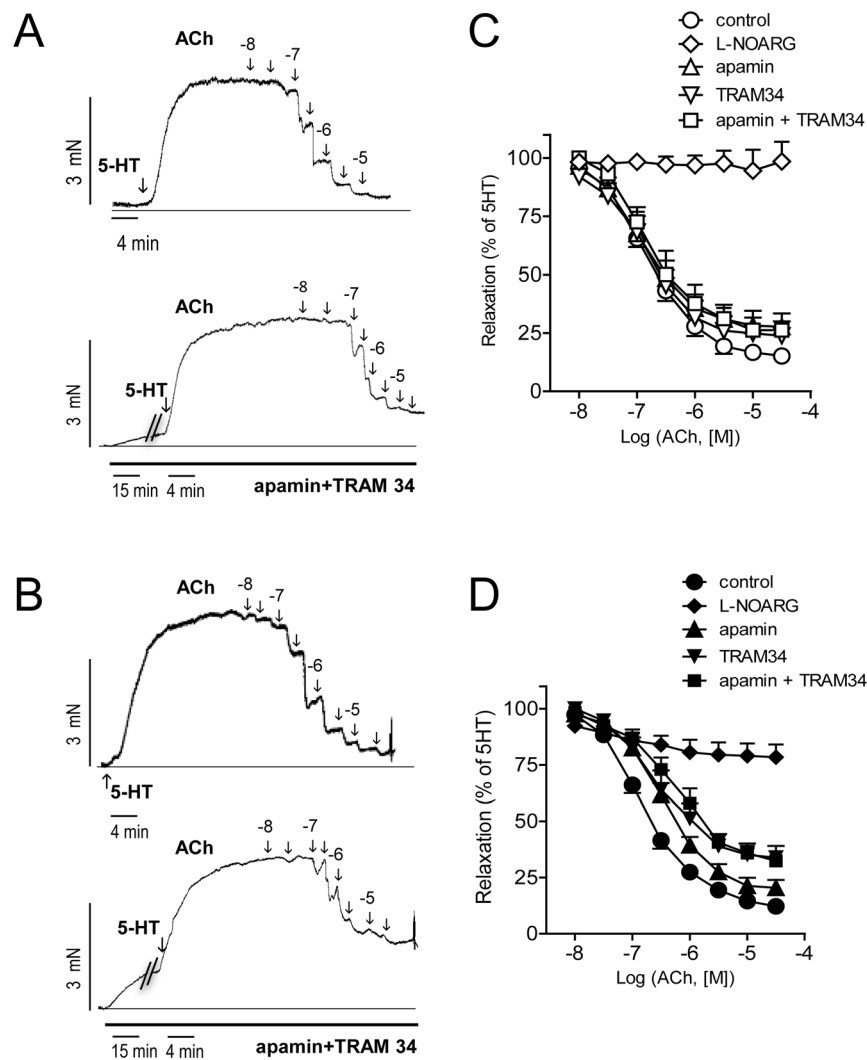 A
ACh
-8
-7
-6
-5
5-HT
3 mN
4 min
ACh
-8
-7
-6
-5
5-HT
3 mN
15 min 4 min apamin+TRAM 34
C
control
L-NOARG
apamin
TRAM34
apamin + TRAM34
Relaxation (% of 5HT)
100
75
50
25
0
-8 -7 -6 -5 -4
Log (ACh, [M])
B
ACh
-8
-7
-6
-5
3 mN
5-HT
4 min
ACh
-8
-7
-6
-5
5-HT
3 mN
15 min 4 min apamin+TRAM 34
D
control
L-NOARG
apamin
TRAM34
apamin + TRAM34
Relaxation (% of 5HT)
100
75
50
25
0
-8 -7 -6 -5 -4
Log (ACh, [M])